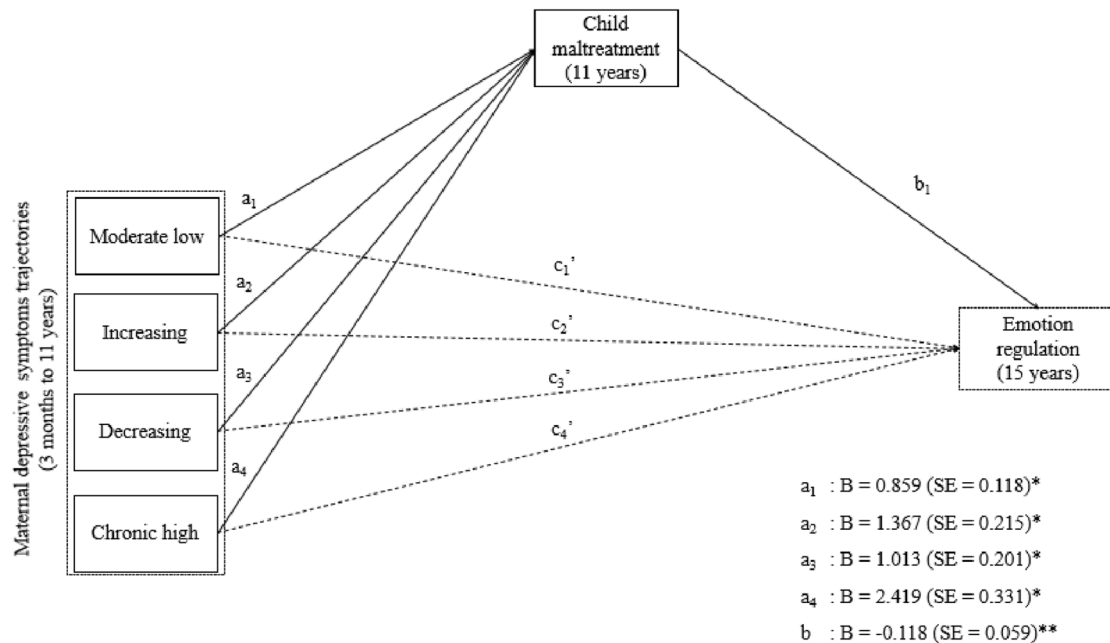 Child
maltreatment
(11 years)
a₁
b₁
Maternal depressive symptoms trajectories
(3 months to 11 years)
Moderate low
c₁’
a₂
Increasing
c₂’
Emotion
regulation
(15 years)
a₃
c₃’
Decreasing
c₄’
a₄
Chronic high
a₁ : B = 0.859 (SE = 0.118)*
a₂ : B = 1.367 (SE = 0.215)*
a₃ : B = 1.013 (SE = 0.201)*
a₄ : B = 2.419 (SE = 0.331)*
b : B = -0.118 (SE = 0.059)**